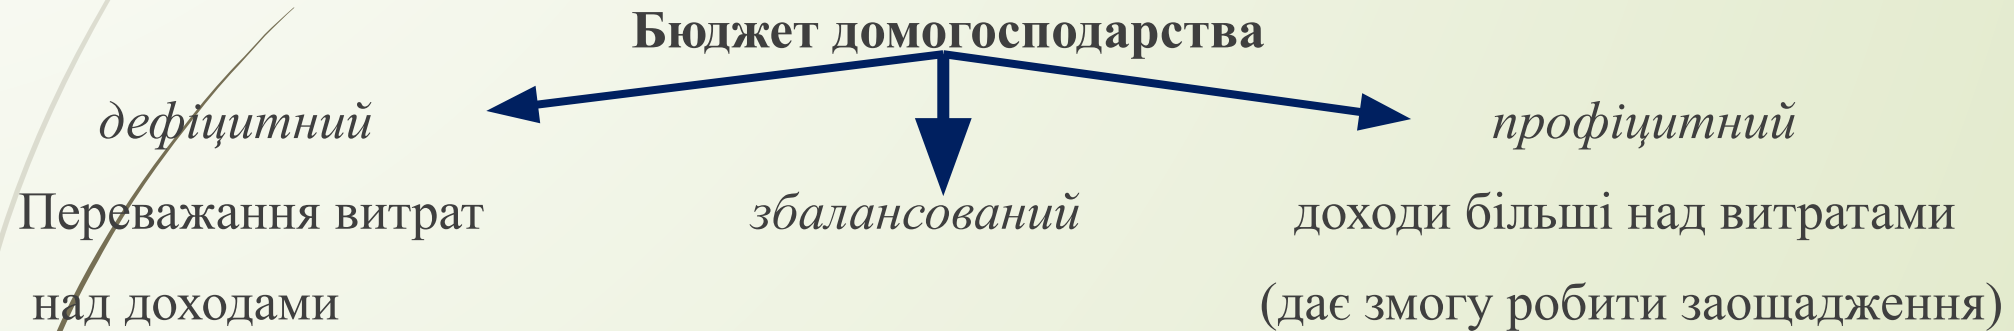 Бюджет домогосподарства
дефіцитний
профіцитний
Переважання витрат
збалансований
доходи більші над витратами
над доходами
(дає змогу робити заощадження)